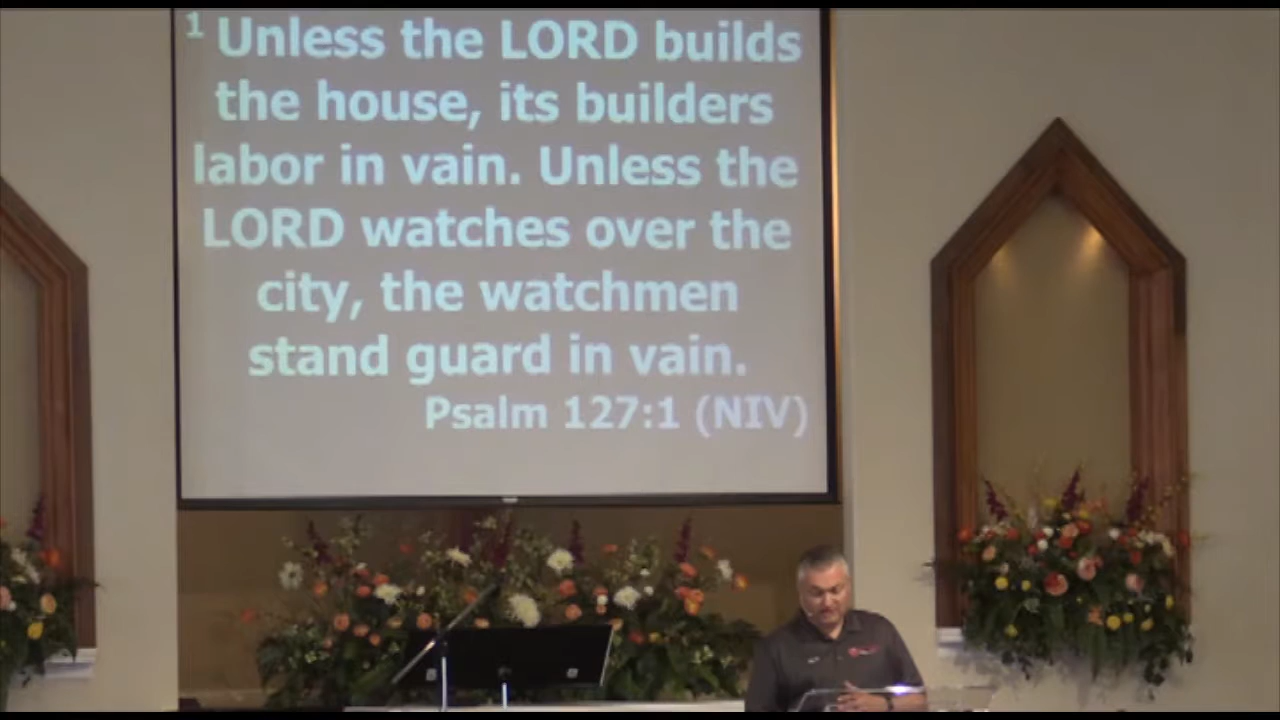 1 Unless the LORD builds
the house, its builders
labor in vain. Unless the
LORD watches over the
city, the watchmen
stand guard in vain.
Psalm 127:1 (NIV)